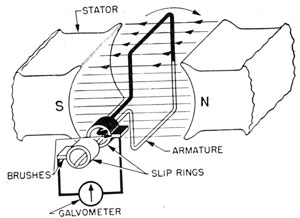 STATOR
S
N
ARMATURE
BRUSHES
SLIP RINGS
GALVOMETER